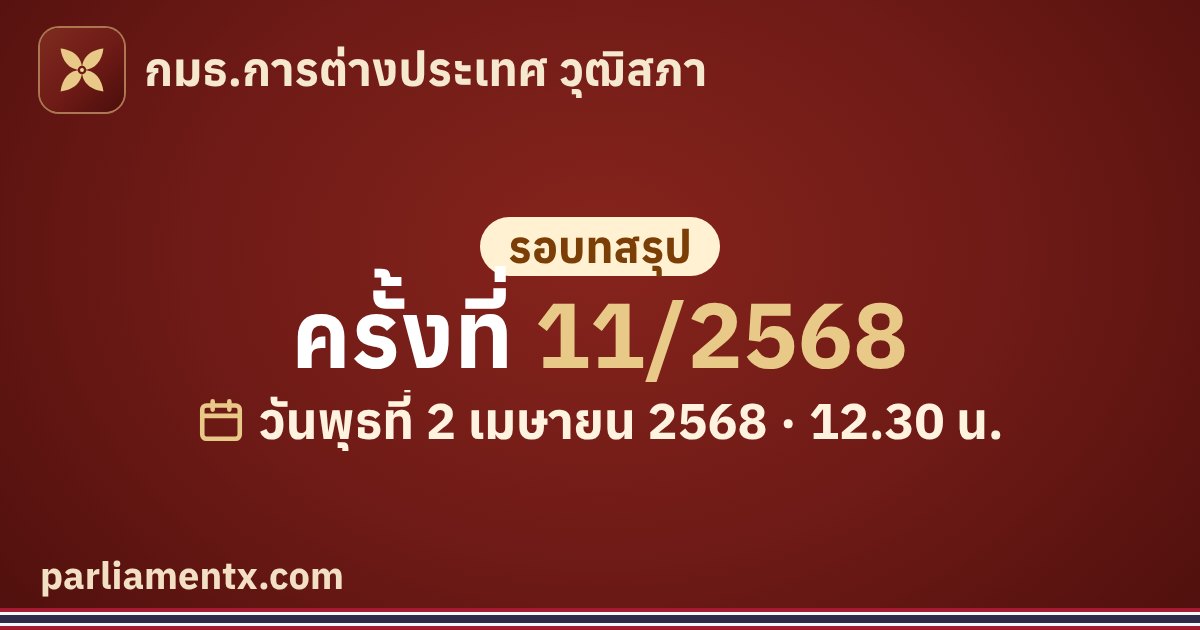 กมธ.การต่างประเทศ วุฒิสภา
รอบทสรุป
ครั้งที่ 11/2568
วันพุธที่ 2 เมษายน 2568 · 12.30 น.
parliamentx.com